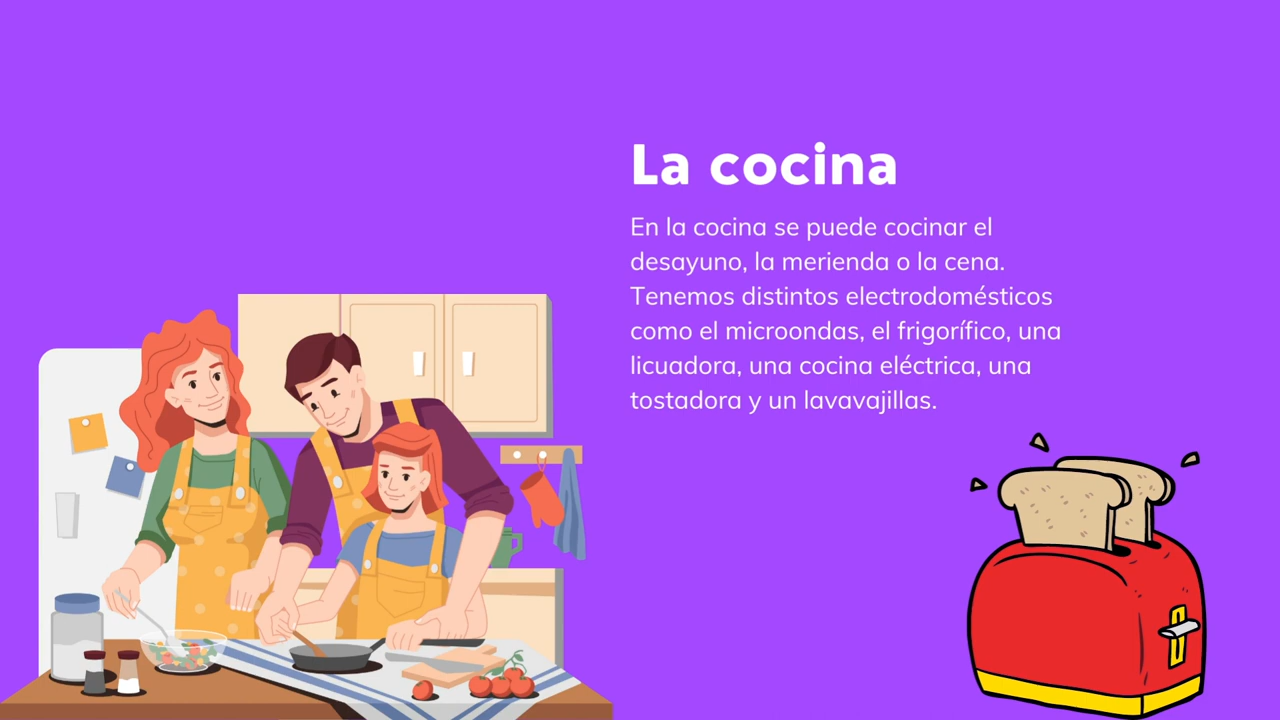 La cocina
En la cocina se puede cocinar el
desayuno, la merienda o la cena.
Tenemos distintos electrodomésticos
como el microondas, el frigorífico, una
licuadora, una cocina eléctrica, una
tostadora y un lavavajillas.